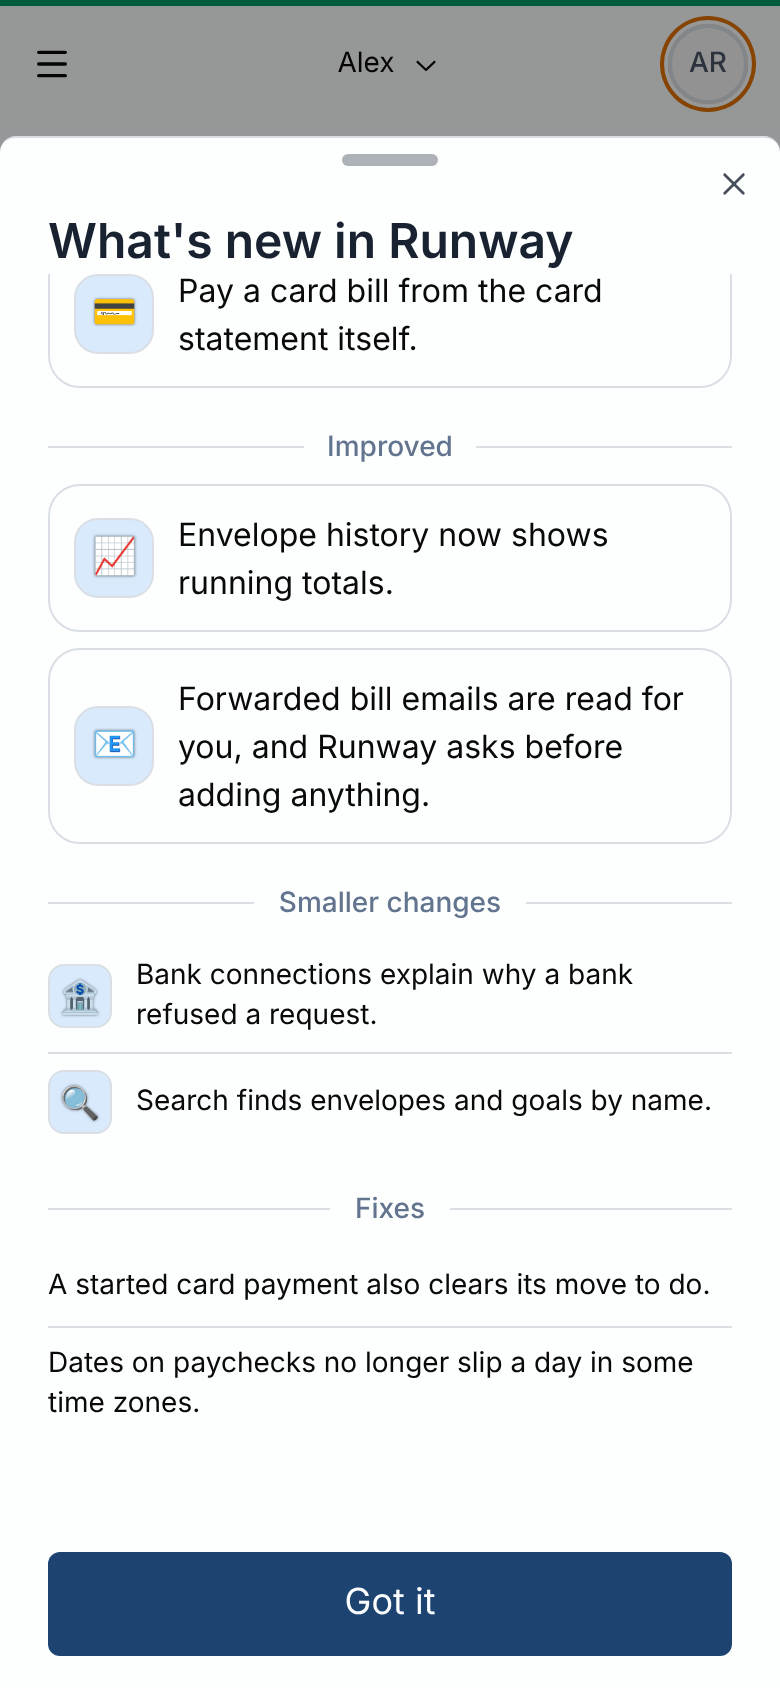 Alex
AR
What's new in Runway
Pay a card bill from the card
statement itself.
Improved
Envelope history now shows
running totals.
Forwarded bill emails are read for
you, and Runway asks before
adding anything.
Smaller changes
Bank connections explain why a bank
refused a request.
Search finds envelopes and goals by name.
Fixes
A started card payment also clears its move to do.
Dates on paychecks no longer slip a day in some
time zones.
Got it